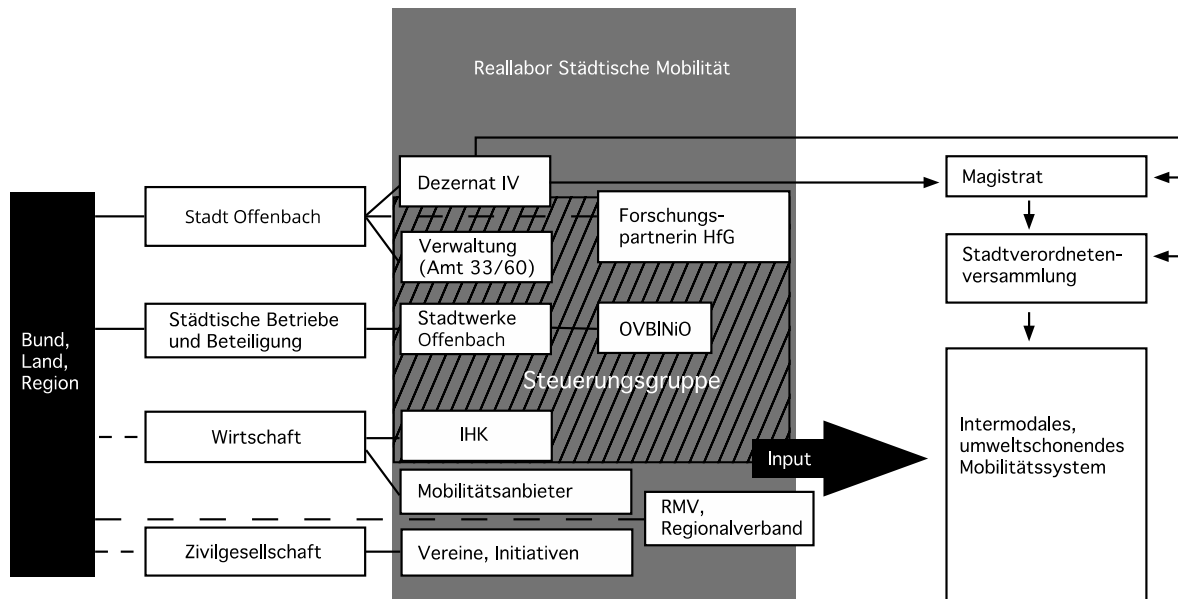 Reallabor Städtische Mobilität
Dezernat IV
Magistrat
Stadt Offenbach
Forschungs-
partnerin HfG
Verwaltung
(Amt 33/60)
Stadtverordneten-
versammlung
Städtische Betriebe
und Beteiligung
Stadtwerke
Offenbach
OVB|NiO
Bund,
Land,
Region
Steuerungsgruppe
Wirtschaft
IHK
Input
Intermodales,
umweltschonendes
Mobilitätssystem
Mobilitätsanbieter
RMV,
Regionalverband
Zivilgesellschaft
Vereine, Initiativen